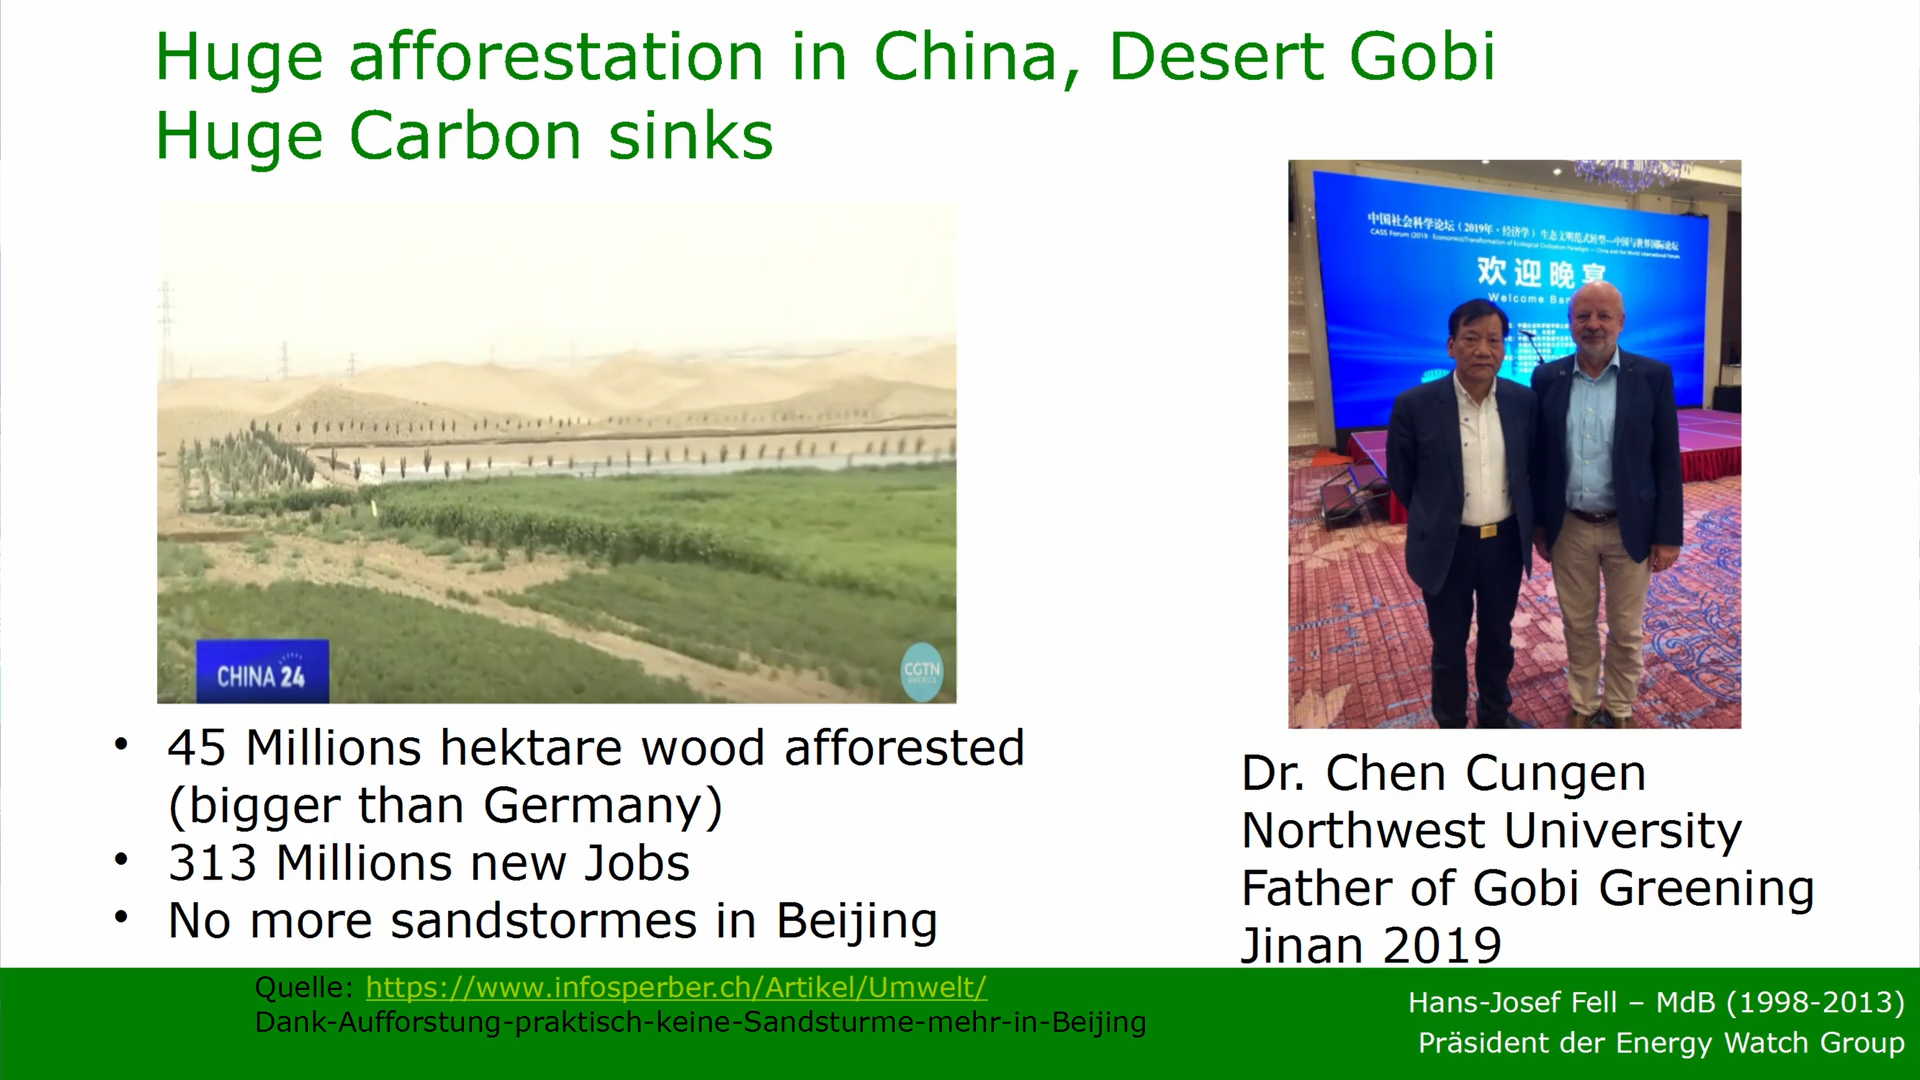 Huge afforestation in China, Desert Gobi
Huge Carbon sinks
中国社会科学论坛（2019年·经济学）生态文明范式转型—中国与世界国际论坛
CASS Forum (2019 · Economics)Transformation of Ecological Civilization Paradigm — China and the World International Forum
欢迎晚宴
Welcome Ban
CHINA 24
CGTN
AMERICA
• 45 Millions hektare wood afforested
(bigger than Germany)
• 313 Millions new Jobs
• No more sandstormes in Beijing
Dr. Chen Cungen
Northwest University
Father of Gobi Greening
Jinan 2019
Quelle: https://www.infosperber.ch/Artikel/Umwelt/
Dank-Aufforstung-praktisch-keine-Sandsturme-mehr-in-Beijing
Hans-Josef Fell – MdB (1998-2013)
Präsident der Energy Watch Group